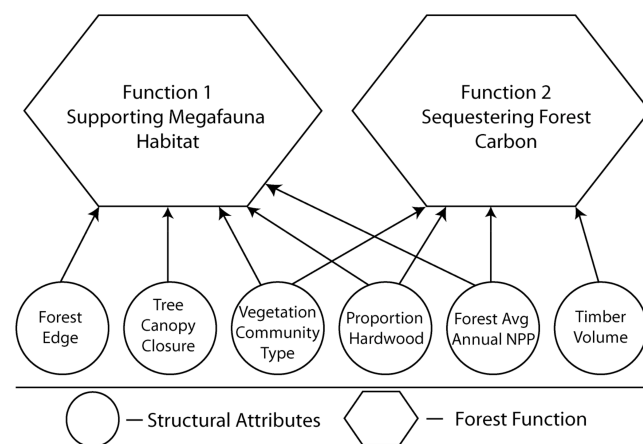 Function 1
Supporting Megafauna
Habitat
Function 2
Sequestering Forest
Carbon
Forest
Edge
Tree
Canopy
Closure
Vegetation
Community
Type
Proportion
Hardwood
Forest Avg
Annual NPP
Timber
Volume
— Structural Attributes
— Forest Function